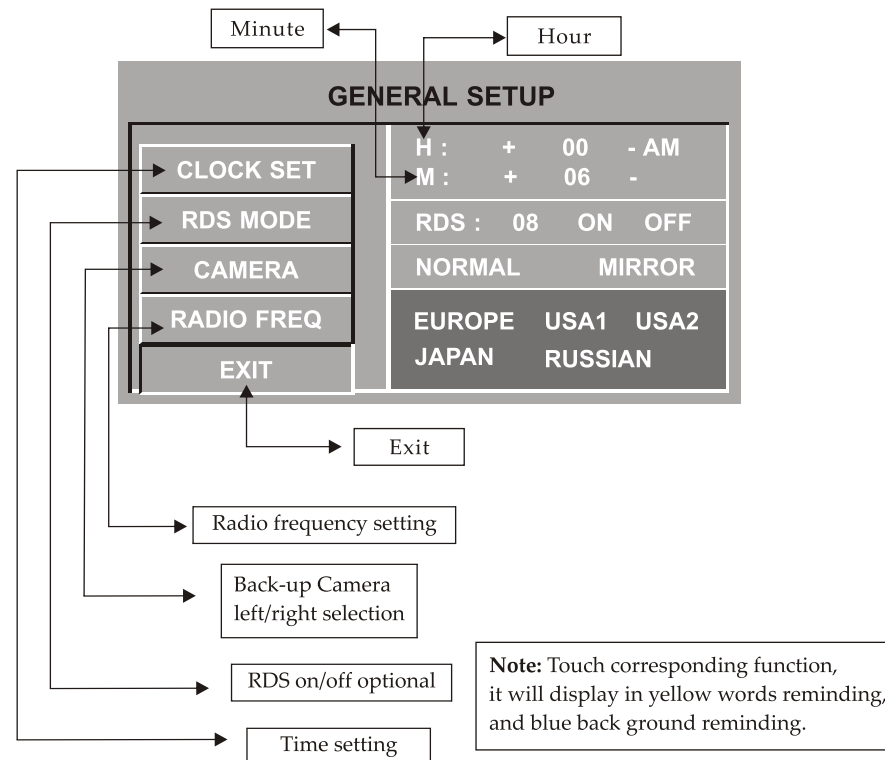 Minute
Hour
GENERAL SETUP
CLOCK SET
RDS MODE
CAMERA
RADIO FREQ
EXIT
H : + 00 - AM
M : + 06 -
RDS : 08 ON OFF
NORMAL MIRROR
EUROPE USA1 USA2
JAPAN RUSSIAN
Exit
Radio frequency setting
Back-up Camera
left/right selection
RDS on/off optional
Time setting
Note: Touch corresponding function,
it will display in yellow words reminding,
and blue back ground reminding.